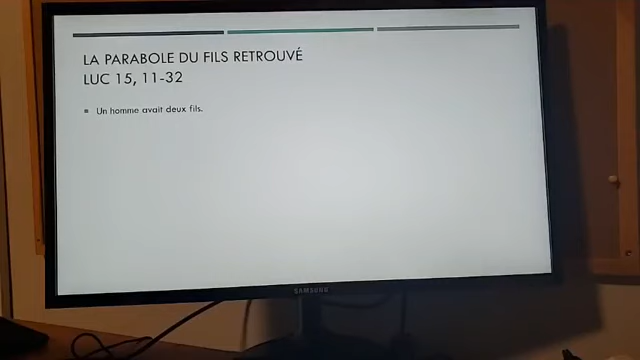 LA PARABOLE DU FILS RETROUVÉ
LUC 15, 11-32
Un homme avait deux fils.
SAMSUNG